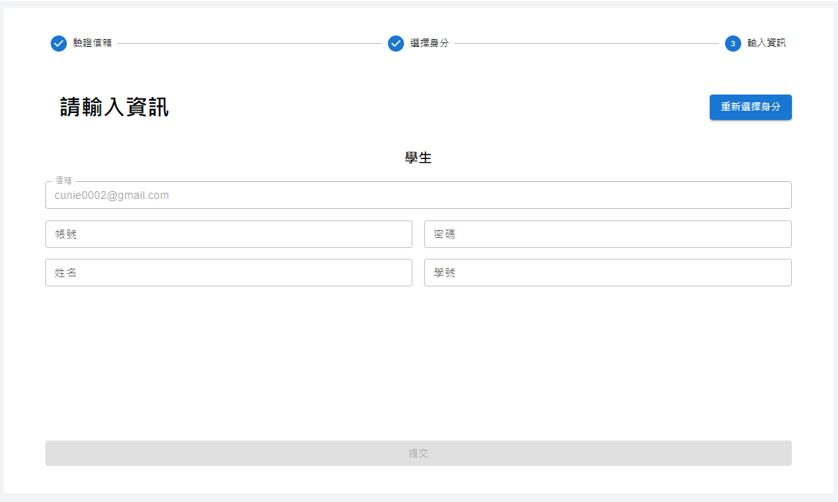 驗證信箱
選擇身分
3 輸入資訊
請輸入資訊
重新選擇身分
學生
信箱
cunie0002@gmail.com
帳號
密碼
姓名
學號
提交